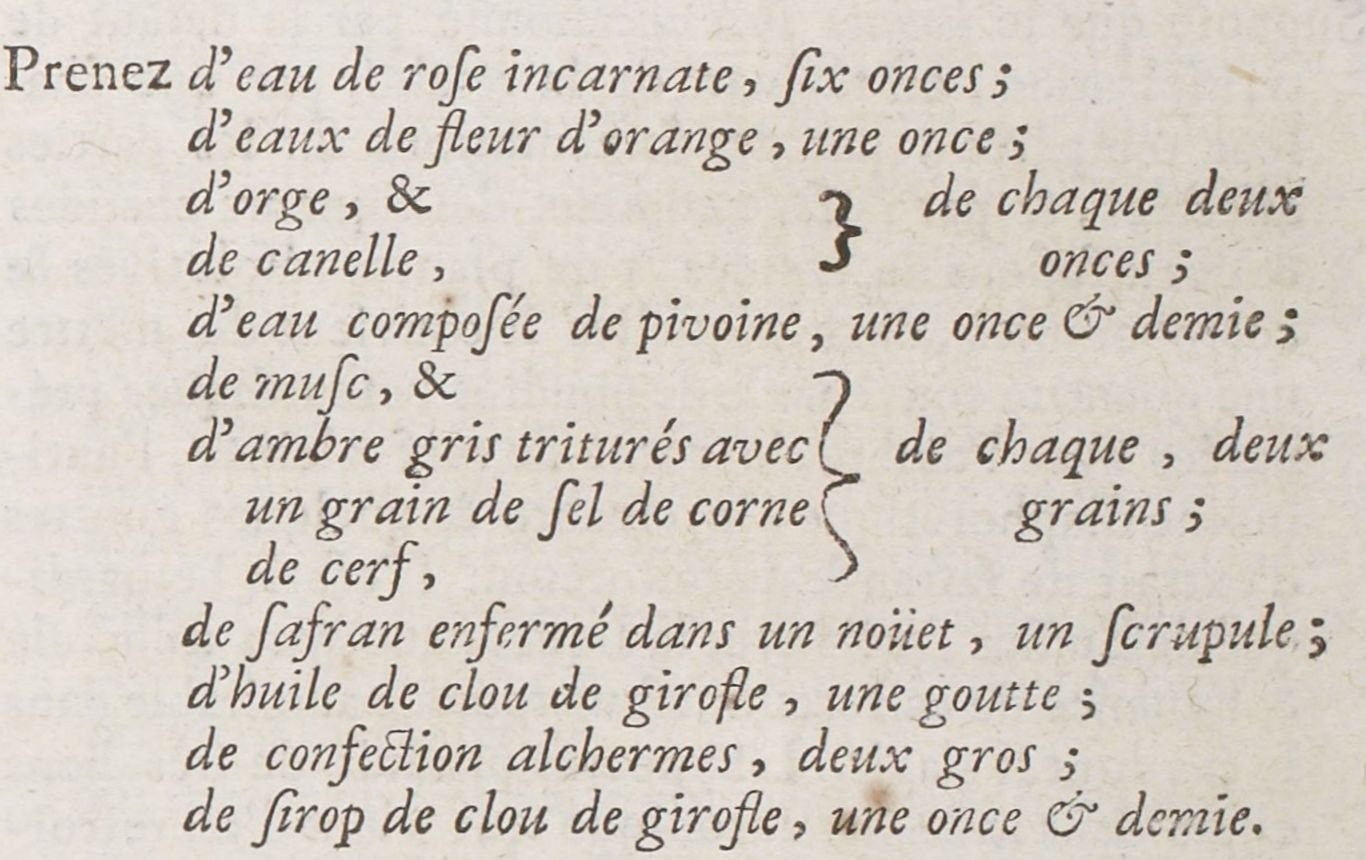 Prenez d'eau de roſe incarnate, ſix onces;
d'eaux de fleur d'orange, une once;
d'orge, & } de chaque deux
de canelle, onces;
d'eau compoſée de pivoine, une once & demie;
de muſc, &
d'ambre gris triturés avec } de chaque, deux
un grain de ſel de corne grains;
de cerf,
de ſafran enfermé dans un noüet, un ſcrupule;
d'huile de clou de girofle, une goutte;
de confection alchermes, deux gros;
de ſirop de clou de girofle, une once & demie.